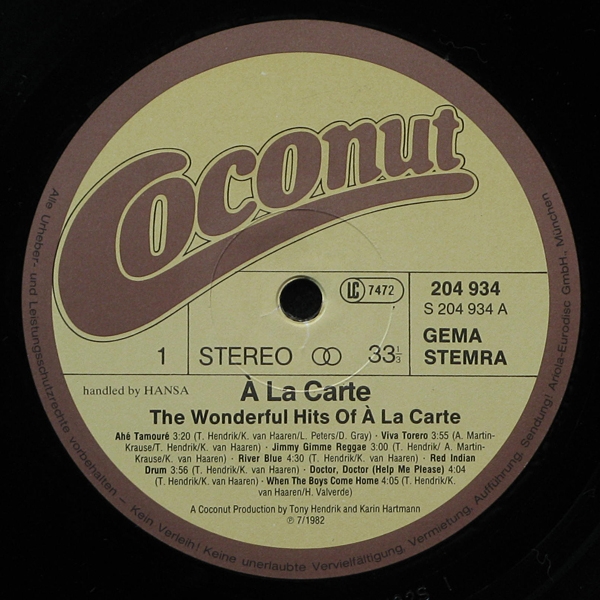 Coconut
LC 7472
204 934
S 204 934 A
1
STEREO
33 1/3
GEMA
STEMRA
handled by HANSA
À La Carte
The Wonderful Hits Of À La Carte
Ahé Tamouré 3:20 (T. Hendrik/K. van Haaren/L. Peters/D. Gray) · Viva Torero 3:55 (A. Martin-
Krause/T. Hendrik/K. van Haaren) · Jimmy Gimme Reggae 3:00 (T. Hendrik/ A. Martin-
Krause/K. van Haaren) · River Blue 4:30 (T. Hendrik/K. van Haaren) · Red Indian
Drum 3:56 (T. Hendrik/K. van Haaren) · Doctor, Doctor (Help Me Please) 4:04
(T. Hendrik/K. van Haaren) · When The Boys Come Home 4:05 (T. Hendrik/K.
van Haaren/H. Valverde)
A Coconut Production by Tony Hendrik and Karin Hartmann
℗ 7/1982
Alle Urheber- und Leistungsschutzrechte vorbehalten – Kein Verleih! Keine unerlaubte Vervielfältigung, Vermietung, Aufführung, Sendung! Ariola-Eurodisc GmbH., München